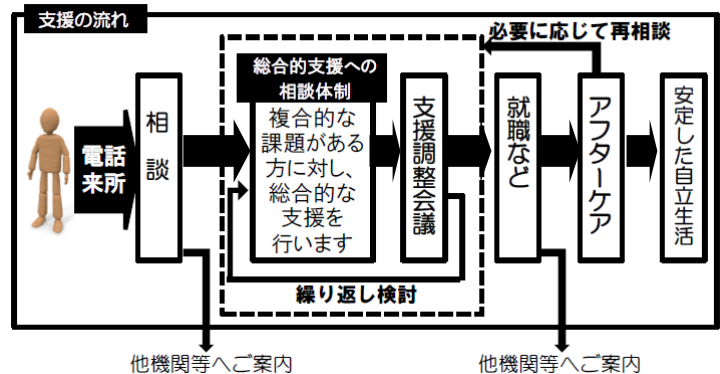 支援の流れ
必要に応じて再相談
電話
来所
相談
総合的支援への
相談体制
複合的な
課題がある
方に対し、
総合的な
支援を
行います
支援調整会議
就職など
アフターケア
安定した自立生活
繰り返し検討
他機関等へご案内
他機関等へご案内